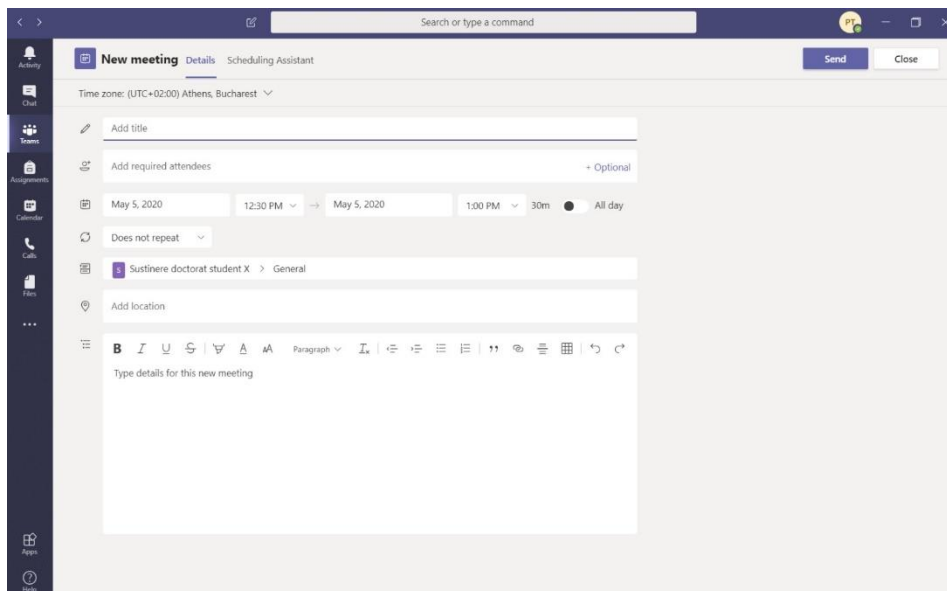 Search or type a command
PT
Activity
Chat
Teams
Assignments
Calendar
Calls
Files
Apps
Help
New meeting Details Scheduling Assistant Send Close
Time zone: (UTC+02:00) Athens, Bucharest
Add title
Add required attendees + Optional
May 5, 2020 12:30 PM → May 5, 2020 1:00 PM 30m All day
Does not repeat
S Sustinere doctorat student X > General
Add location
B I U S A AA Paragraph Ix
Type details for this new meeting